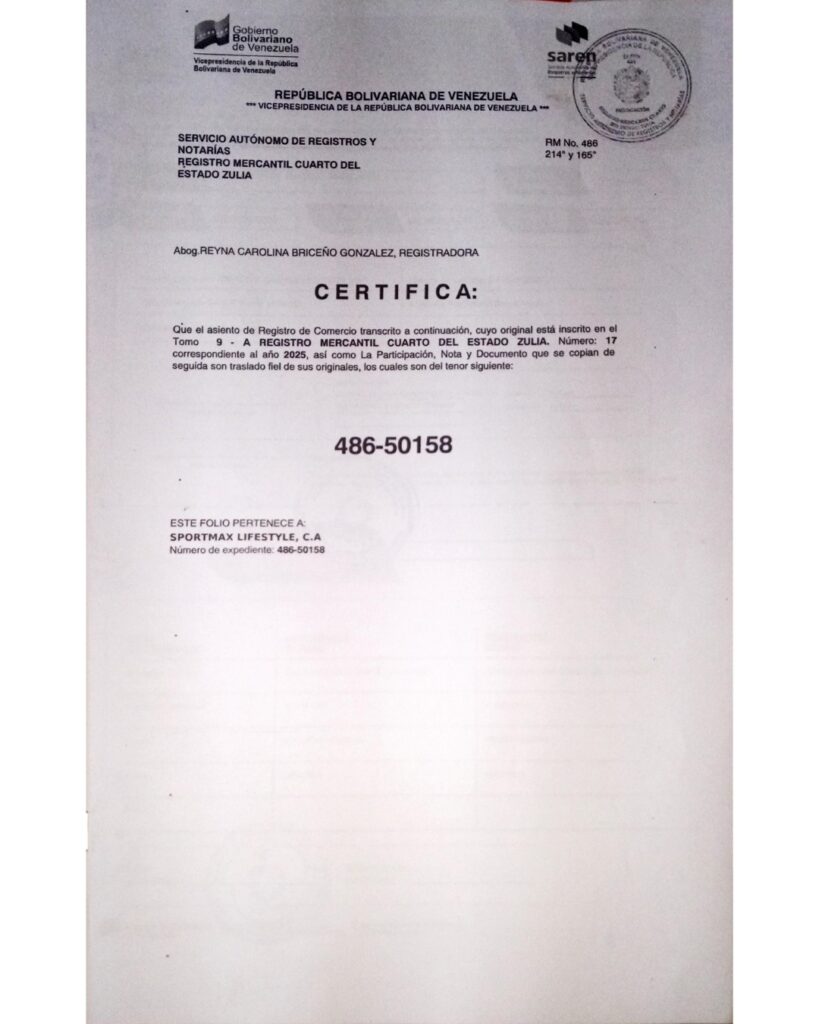 Gobierno
Bolivariano
de Venezuela
Vicepresidencia de la República
Bolivariana de Venezuela
saren
REPÚBLICA BOLIVARIANA DE VENEZUELA
*** VICEPRESIDENCIA DE LA REPÚBLICA BOLIVARIANA DE VENEZUELA ***
SERVICIO AUTÓNOMO DE REGISTROS Y
NOTARÍAS
REGISTRO MERCANTIL CUARTO DEL
ESTADO ZULIA
RM No. 486
214° y 165°
Abog.REYNA CAROLINA BRICEÑO GONZALEZ, REGISTRADORA
CERTIFICA:
Que el asiento de Registro de Comercio transcrito a continuación, cuyo original está inscrito en el
Tomo 9 - A REGISTRO MERCANTIL CUARTO DEL ESTADO ZULIA. Número: 17
correspondiente al año 2025, así como La Participación, Nota y Documento que se copian de
seguida son traslado fiel de sus originales, los cuales son del tenor siguiente:
486-50158
ESTE FOLIO PERTENECE A:
SPORTMAX LIFESTYLE, C.A
Número de expediente: 486-50158